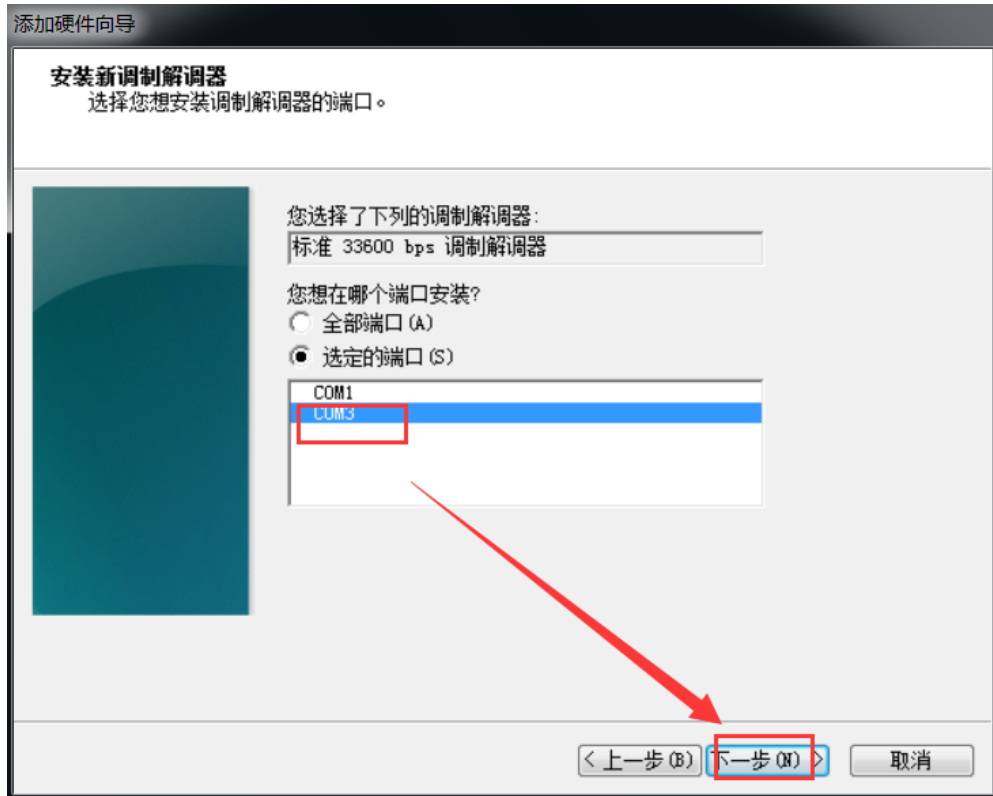 添加硬件向导
安装新调制解调器
选择您想安装调制解调器的端口。
您选择了下列的调制解调器:
标准 33600 bps 调制解调器
您想在哪个端口安装?
全部端口(A)
选定的端口(S)
COM1
COM3
< 上一步(B) 下一步(N) > 取消